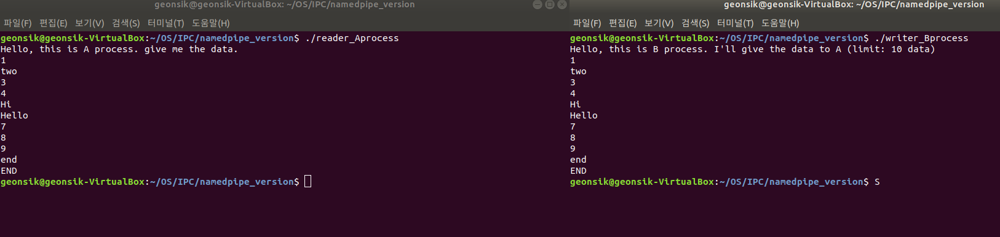 geonsik@geonsik-VirtualBox: ~/OS/IPC/namedpipe_version
파일(F) 편집(E) 보기(V) 검색(S) 터미널(T) 도움말(H)
geonsik@geonsik-VirtualBox:~/OS/IPC/namedpipe_version$ ./reader_Aprocess
Hello, this is A process. give me the data.
1
two
3
4
Hi
Hello
7
8
9
end
END
geonsik@geonsik-VirtualBox:~/OS/IPC/namedpipe_version$
geonsik@geonsik-VirtualBox: ~/OS/IPC/namedpipe_version
파일(F) 편집(E) 보기(V) 검색(S) 터미널(T) 도움말(H)
geonsik@geonsik-VirtualBox:~/OS/IPC/namedpipe_version$ ./writer_Bprocess
Hello, this is B process. I'll give the data to A (limit: 10 data)
1
two
3
4
Hi
Hello
7
8
9
end
END
geonsik@geonsik-VirtualBox:~/OS/IPC/namedpipe_version$ S